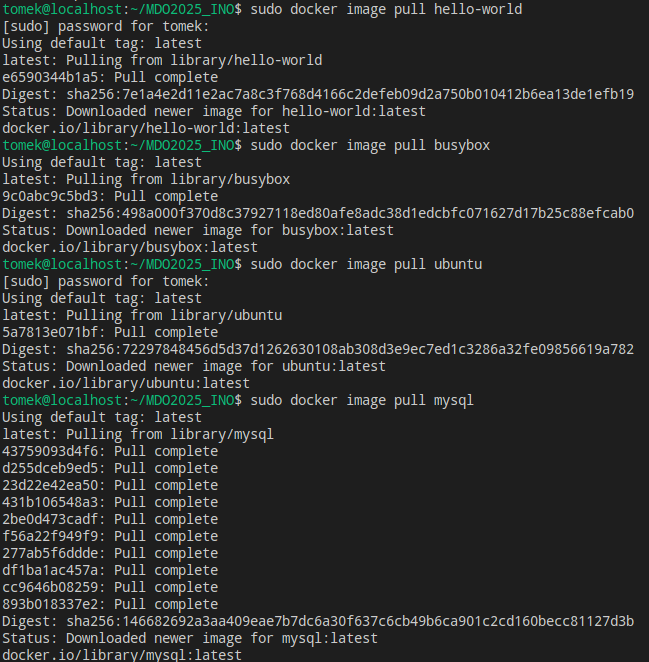 tomek@localhost:~/MDO2025_INO$ sudo docker image pull hello-world
[sudo] password for tomek:
Using default tag: latest
latest: Pulling from library/hello-world
e6590344b1a5: Pull complete
Digest: sha256:7e1a4e2d11e2ac7a8c3f768d4166c2defeb09d2a750b010412b6ea13de1efb19
Status: Downloaded newer image for hello-world:latest
docker.io/library/hello-world:latest
tomek@localhost:~/MDO2025_INO$ sudo docker image pull busybox
Using default tag: latest
latest: Pulling from library/busybox
9c0abc9c5bd3: Pull complete
Digest: sha256:498a000f370d8c37927118ed80afe8adc38d1edcbfc071627d17b25c88efcab0
Status: Downloaded newer image for busybox:latest
docker.io/library/busybox:latest
tomek@localhost:~/MDO2025_INO$ sudo docker image pull ubuntu
[sudo] password for tomek:
Using default tag: latest
latest: Pulling from library/ubuntu
5a7813e071bf: Pull complete
Digest: sha256:72297848456d5d37d1262630108ab308d3e9ec7ed1c3286a32fe09856619a782
Status: Downloaded newer image for ubuntu:latest
docker.io/library/ubuntu:latest
tomek@localhost:~/MDO2025_INO$ sudo docker image pull mysql
Using default tag: latest
latest: Pulling from library/mysql
43759093d4f6: Pull complete
d255dceb9ed5: Pull complete
23d22e42ea50: Pull complete
431b106548a3: Pull complete
2be0d473cadf: Pull complete
f56a22f949f9: Pull complete
277ab5f6ddde: Pull complete
df1ba1ac457a: Pull complete
cc9646b08259: Pull complete
893b018337e2: Pull complete
Digest: sha256:146682692a3aa409eae7b7dc6a30f637c6cb49b6ca901c2cd160becc81127d3b
Status: Downloaded newer image for mysql:latest
docker.io/library/mysql:latest